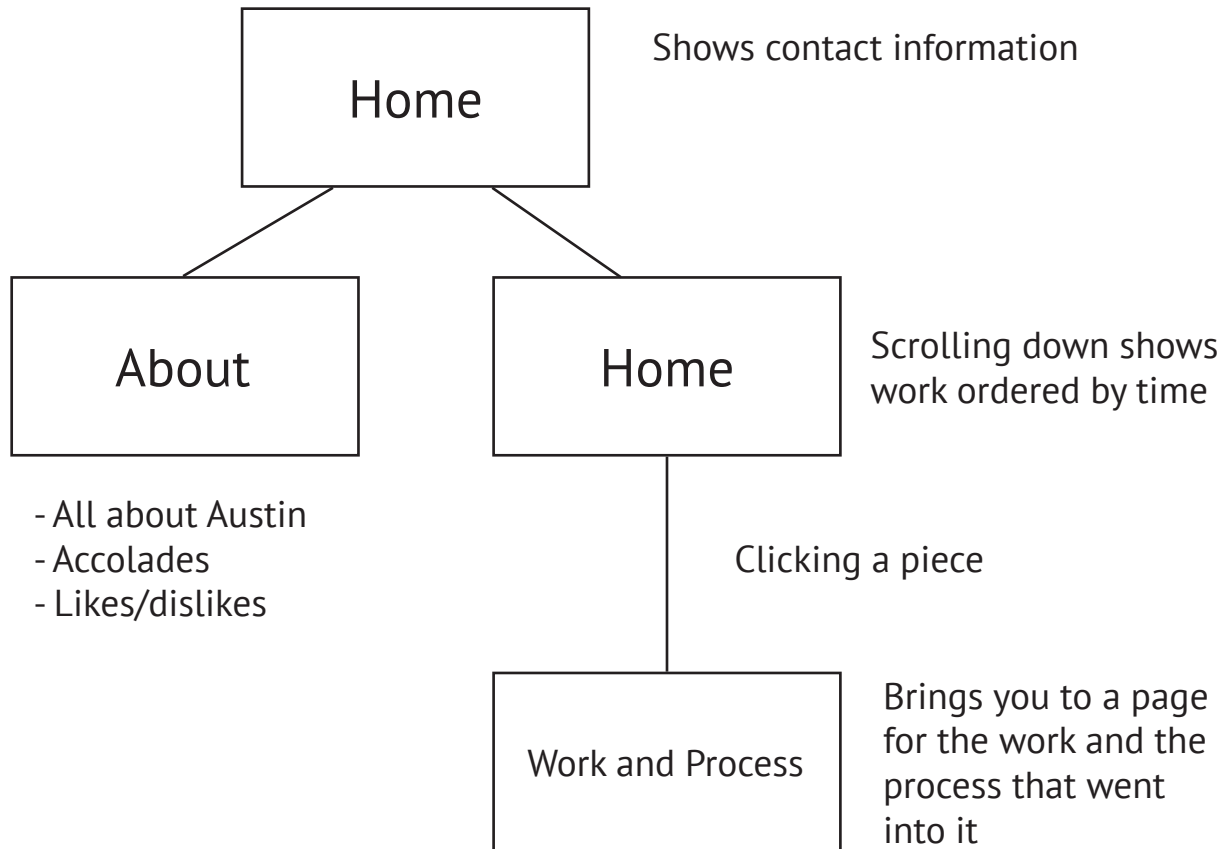 Shows contact information
Home
About
Home
Scrolling down shows
work ordered by time
- All about Austin
- Accolades
- Likes/dislikes
Clicking a piece
Work and Process
Brings you to a page
for the work and the
process that went
into it